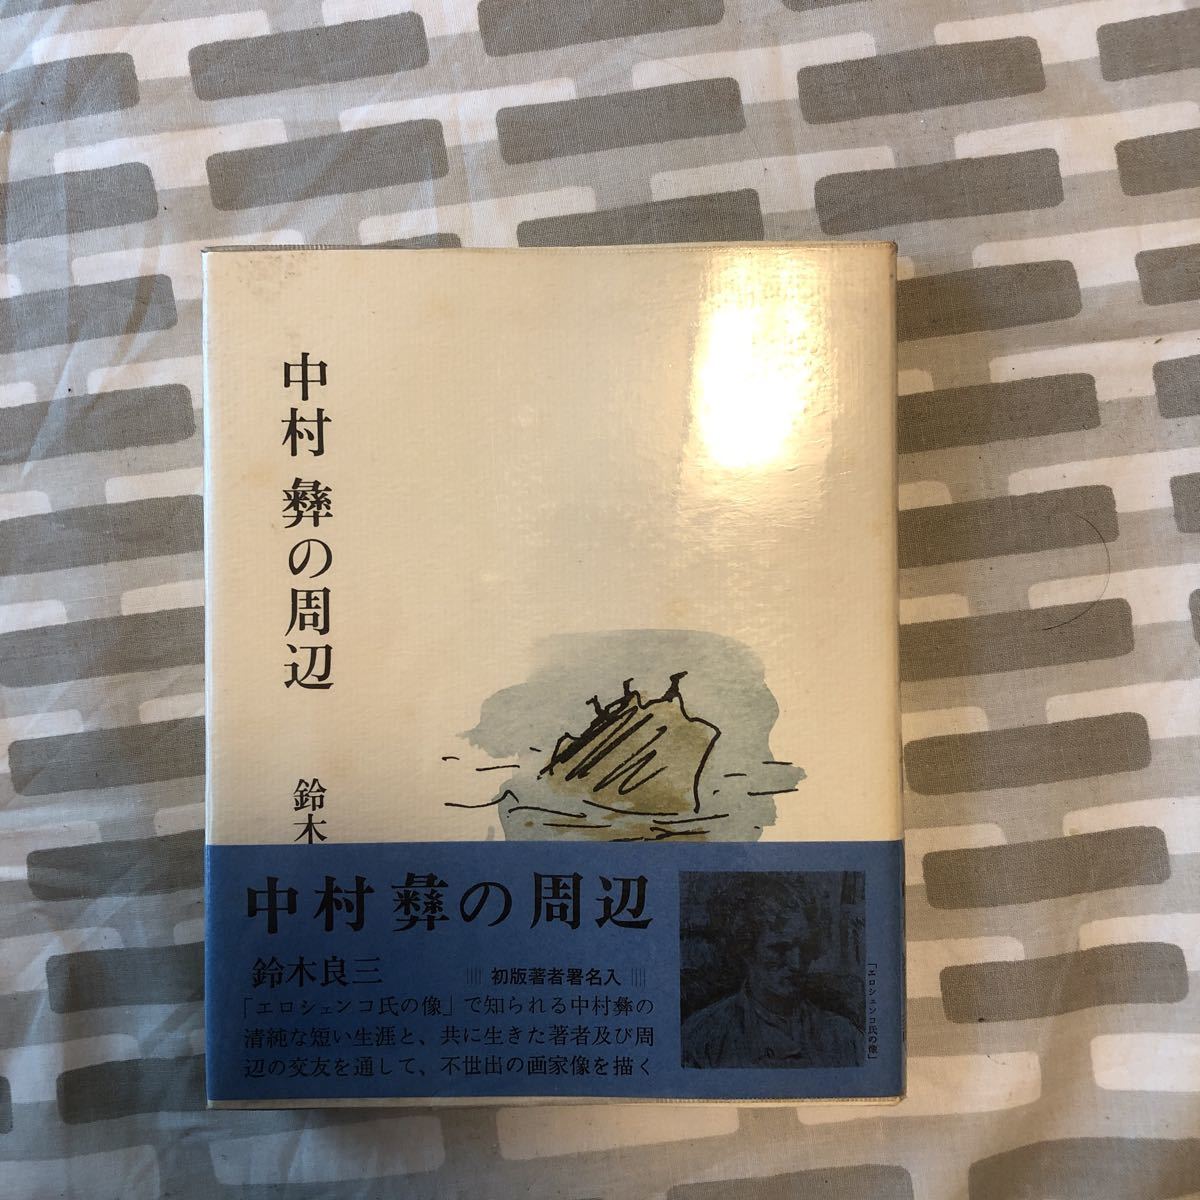 中村 彝の周辺
鈴木
中村 彝の周辺
鈴木良三
初版著者署名入
「エロシェンコ氏の像」で知られる中村彝の
清純な短い生涯と、共に生きた著者及び周
辺の交友を通して、不世出の画家像を描く
「エロシェンコ氏の像」